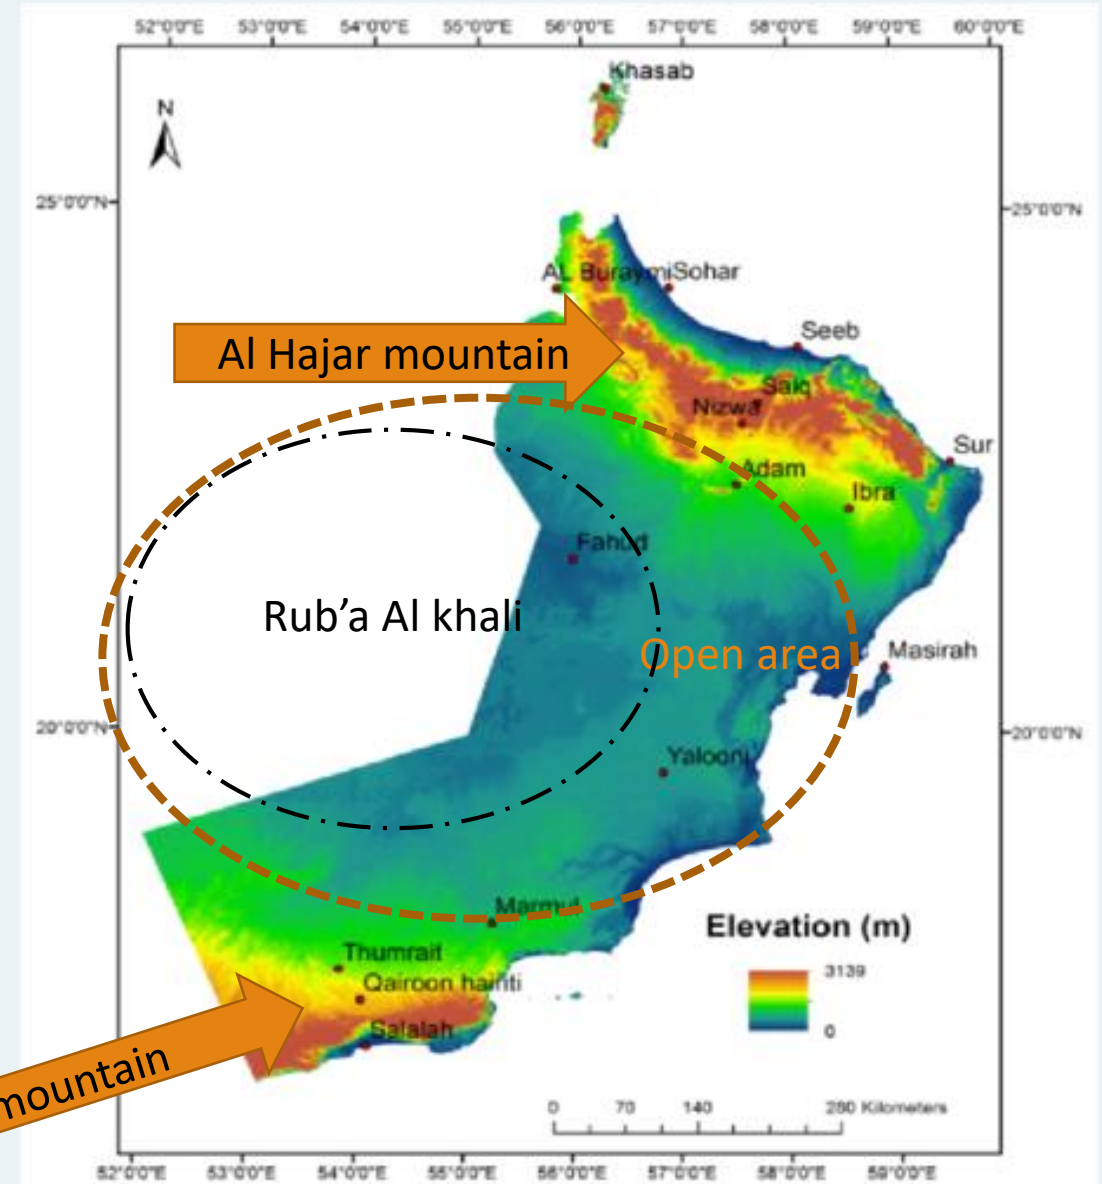 52°0'0"E 53°0'0"E 54°0'0"E 55°0'0"E 56°0'0"E 57°0'0"E 58°0'0"E 59°0'0"E 60°0'0"E
Khasab
N
25°0'0"N
25°0'0"N
AL Buraymi
Sohar
Seeb
Al Hajar mountain
Saiq
Nizwa
Sur
Adam
Ibra
Fahud
Rub'a Al khali
Open area
Masirah
20°0'0"N
20°0'0"N
Yalooni
Marmul
Elevation (m)
3139
0
Thumrait
Qairoon hairiti
Salalah
mountain
0 70 140 280 Kilometers
52°0'0"E 53°0'0"E 54°0'0"E 55°0'0"E 56°0'0"E 57°0'0"E 58°0'0"E 59°0'0"E